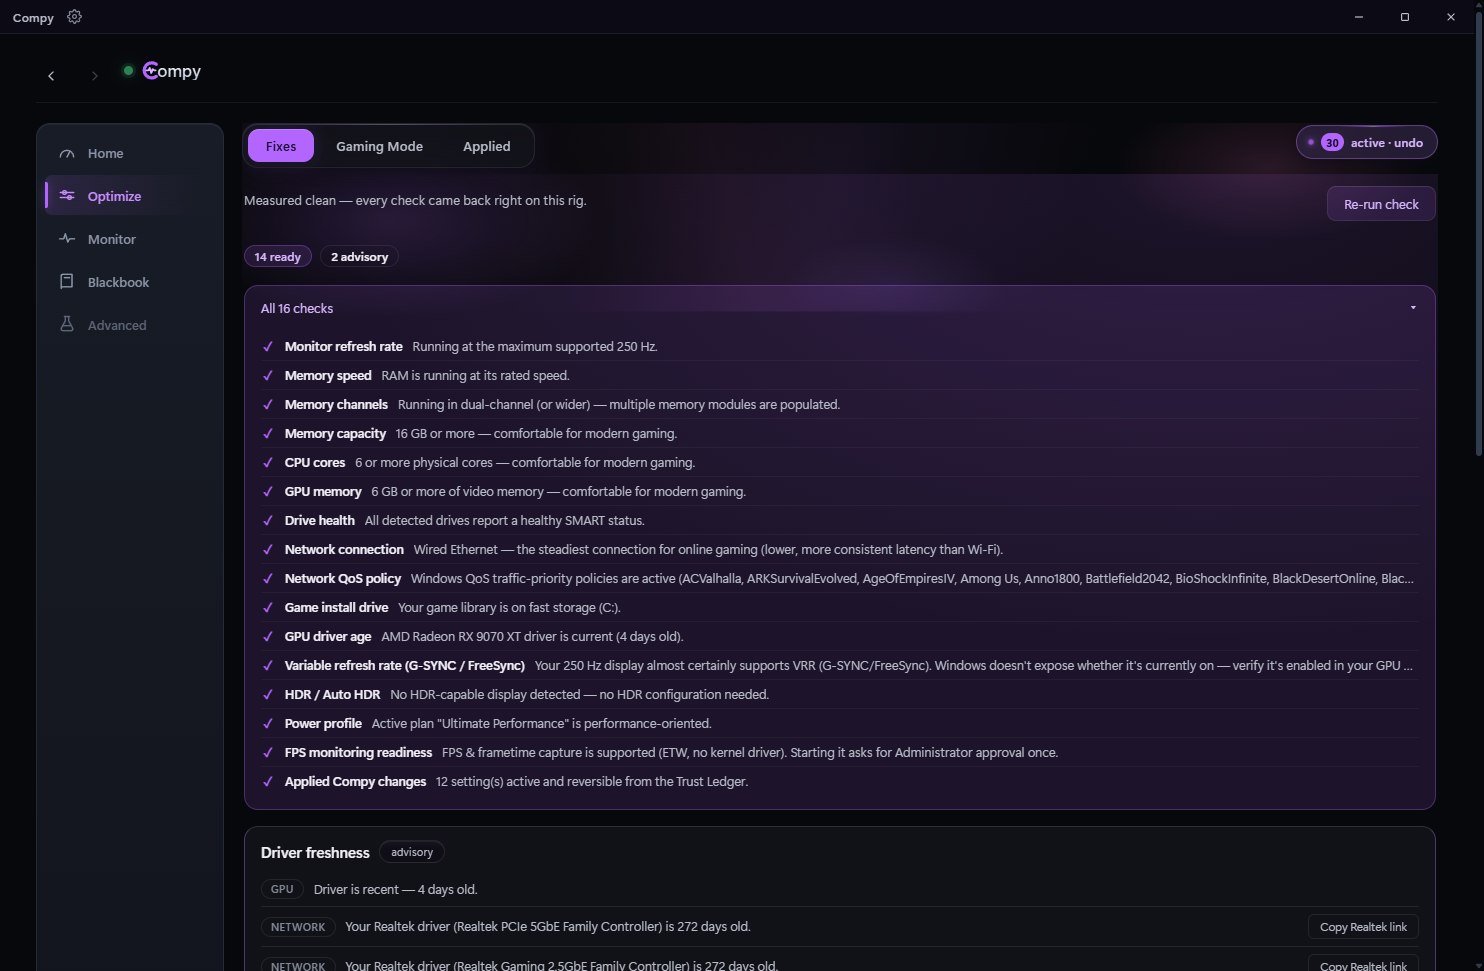 Compy
Compy
Home
Optimize
Monitor
Blackbook
Advanced
Fixes Gaming Mode Applied
30 active · undo
Measured clean — every check came back right on this rig.
Re-run check
14 ready 2 advisory
All 16 checks
✓ Monitor refresh rate Running at the maximum supported 250 Hz.
✓ Memory speed RAM is running at its rated speed.
✓ Memory channels Running in dual-channel (or wider) — multiple memory modules are populated.
✓ Memory capacity 16 GB or more — comfortable for modern gaming.
✓ CPU cores 6 or more physical cores — comfortable for modern gaming.
✓ GPU memory 6 GB or more of video memory — comfortable for modern gaming.
✓ Drive health All detected drives report a healthy SMART status.
✓ Network connection Wired Ethernet — the steadiest connection for online gaming (lower, more consistent latency than Wi-Fi).
✓ Network QoS policy Windows QoS traffic-priority policies are active (ACValhalla, ARKSurvivalEvolved, AgeOfEmpiresIV, Among Us, Anno1800, Battlefield2042, BioShockInfinite, BlackDesertOnline, Blac...
✓ Game install drive Your game library is on fast storage (C:).
✓ GPU driver age AMD Radeon RX 9070 XT driver is current (4 days old).
✓ Variable refresh rate (G-SYNC / FreeSync) Your 250 Hz display almost certainly supports VRR (G-SYNC/FreeSync). Windows doesn't expose whether it's currently on — verify it's enabled in your GPU ...
✓ HDR / Auto HDR No HDR-capable display detected — no HDR configuration needed.
✓ Power profile Active plan "Ultimate Performance" is performance-oriented.
✓ FPS monitoring readiness FPS & frametime capture is supported (ETW, no kernel driver). Starting it asks for Administrator approval once.
✓ Applied Compy changes 12 setting(s) active and reversible from the Trust Ledger.
Driver freshness advisory
GPU Driver is recent — 4 days old.
NETWORK Your Realtek driver (Realtek PCIe 5GbE Family Controller) is 272 days old. Copy Realtek link
NETWORK Your Realtek driver (Realtek Gaming 2.5GbE Family Controller) is 272 days old. Copy Realtek link